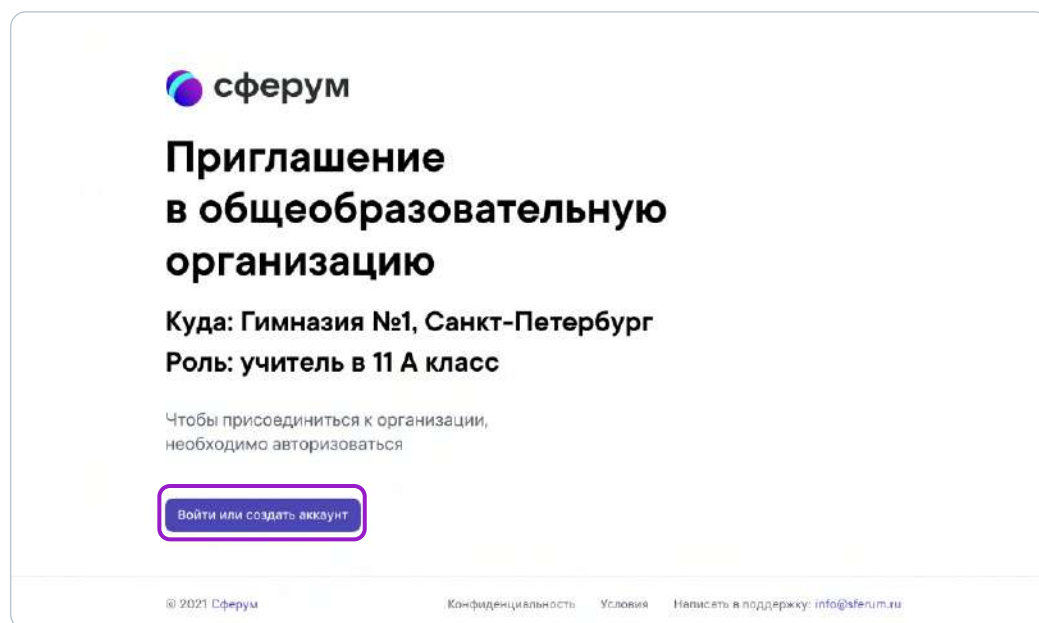 сферум
Приглашение
в общеобразовательную
организацию
Куда: Гимназия №1, Санкт-Петербург
Роль: учитель в 11 А класс
Чтобы присоединиться к организации,
необходимо авторизоваться
Войти или создать аккаунт
© 2021 Сферум Конфиденциальность Условия Написать в поддержку: info@sferum.ru